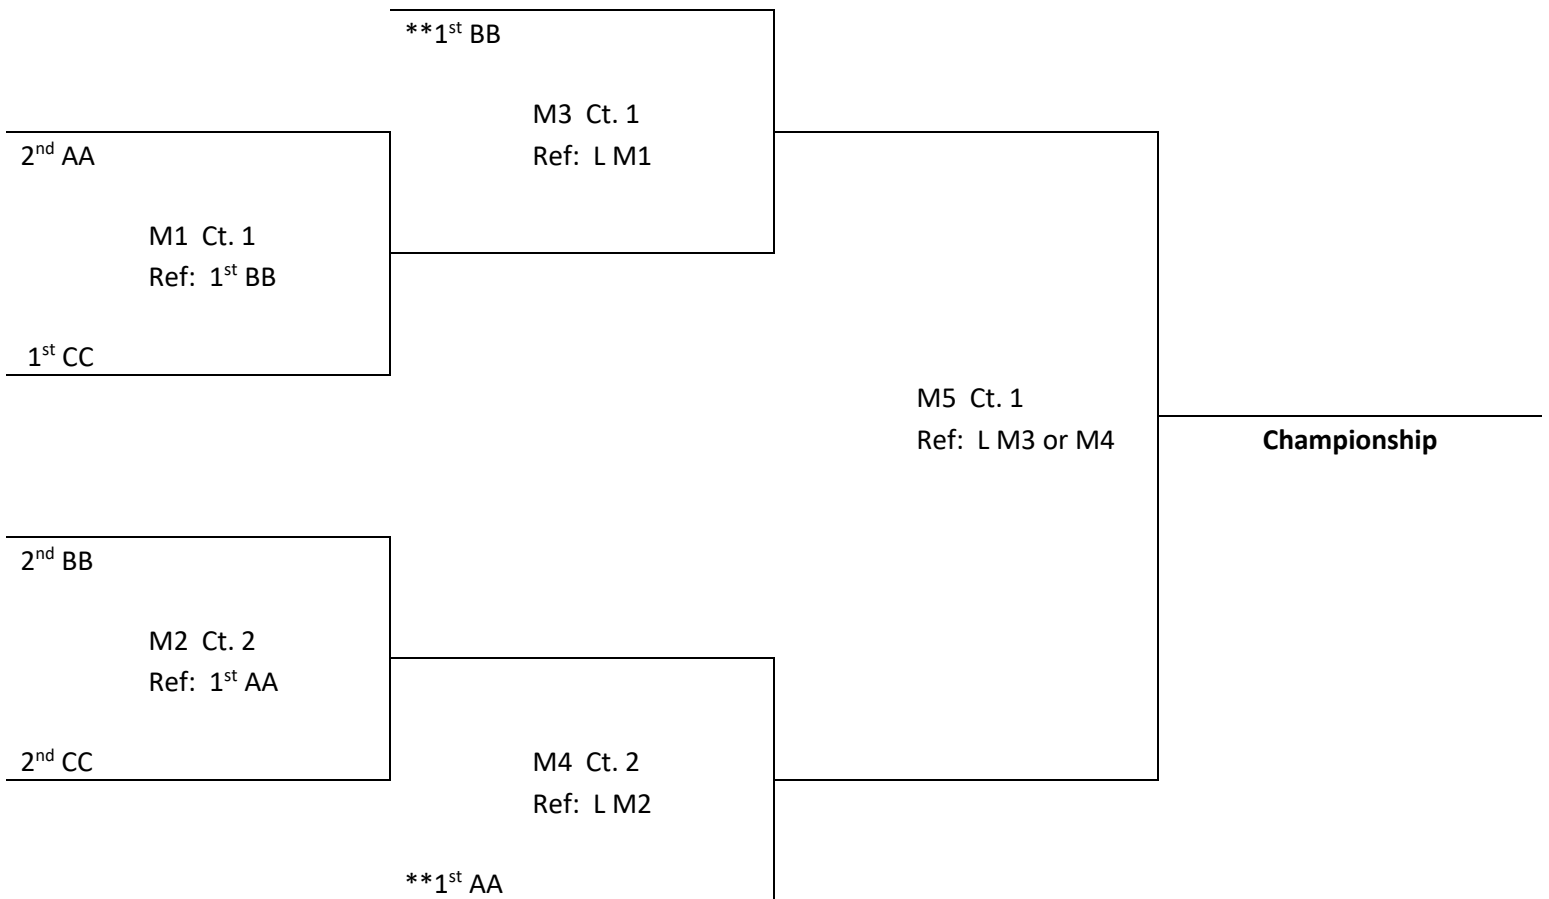 **1st BB
M3 Ct. 1
Ref: L M1
2nd AA
M1 Ct. 1
Ref: 1st BB
1st CC
M5 Ct. 1
Ref: L M3 or M4
Championship
2nd BB
M2 Ct. 2
Ref: 1st AA
2nd CC
M4 Ct. 2
Ref: L M2
**1st AA